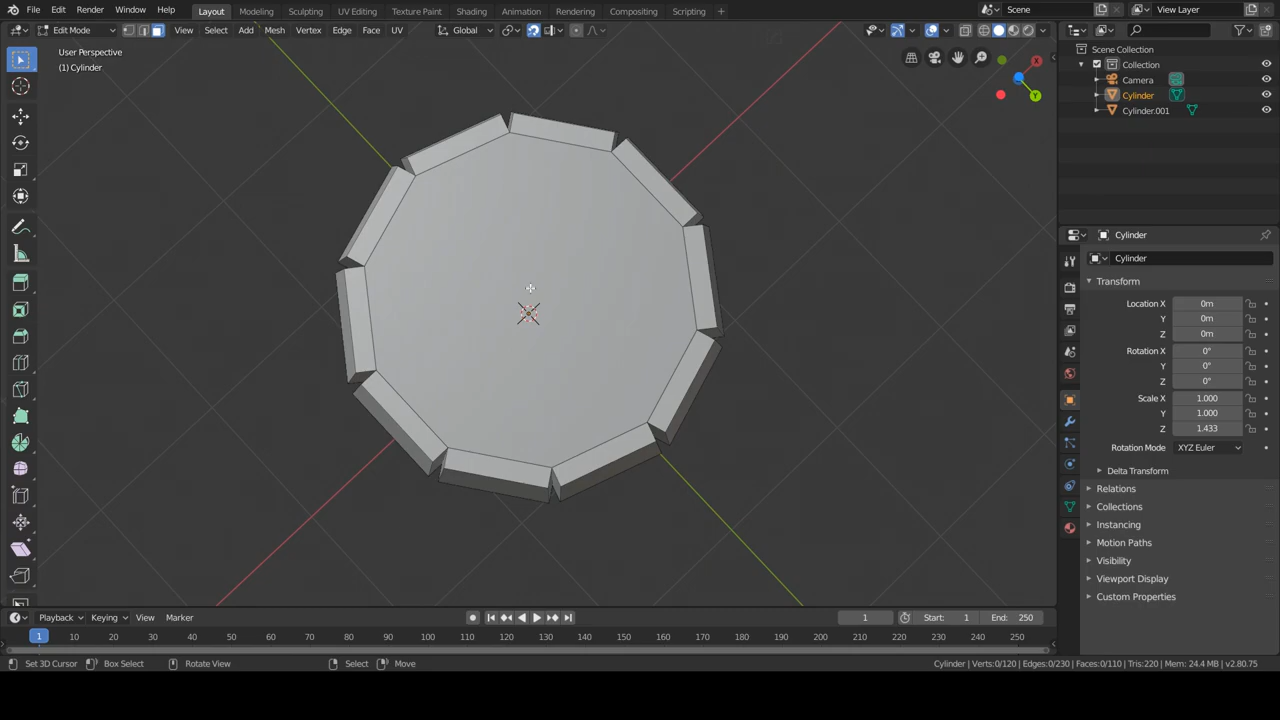 File Edit Render Window Help Layout Modeling Sculpting UV Editing Texture Paint Shading Animation Rendering Compositing Scripting + Scene View Layer
Edit Mode View Select Add Mesh Vertex Edge Face UV Global
User Perspective
(1) Cylinder
X
Y
Scene Collection
Collection
Camera
Cylinder
Cylinder.001
Cylinder
Cylinder
Transform
Location X 0m
Y 0m
Z 0m
Rotation X 0°
Y 0°
Z 0°
Scale X 1.000
Y 1.000
Z 1.433
Rotation Mode XYZ Euler
Delta Transform
Relations
Collections
Instancing
Motion Paths
Visibility
Viewport Display
Custom Properties
Playback Keying View Marker 1 Start: 1 End: 250
1 10 20 30 40 50 60 70 80 90 100 110 120 130 140 150 160 170 180 190 200 210 220 230 240 250
Set 3D Cursor Box Select Rotate View Select Move Cylinder | Verts:0/120 | Edges:0/230 | Faces:0/110 | Tris:220 | Mem: 24.4 MB | v2.80.75